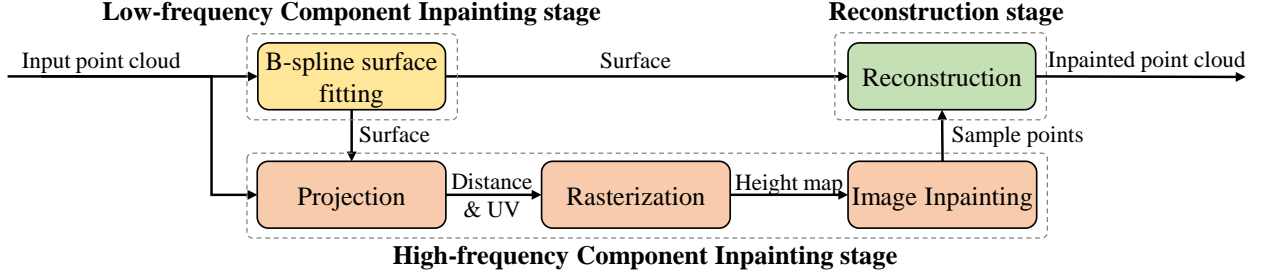 Low-frequency Component Inpainting stage
Reconstruction stage
Input point cloud
B-spline surface
fitting
Surface
Reconstruction
Inpainted point cloud
Surface
Sample points
Projection
Distance
& UV
Rasterization
Height map
Image Inpainting
High-frequency Component Inpainting stage